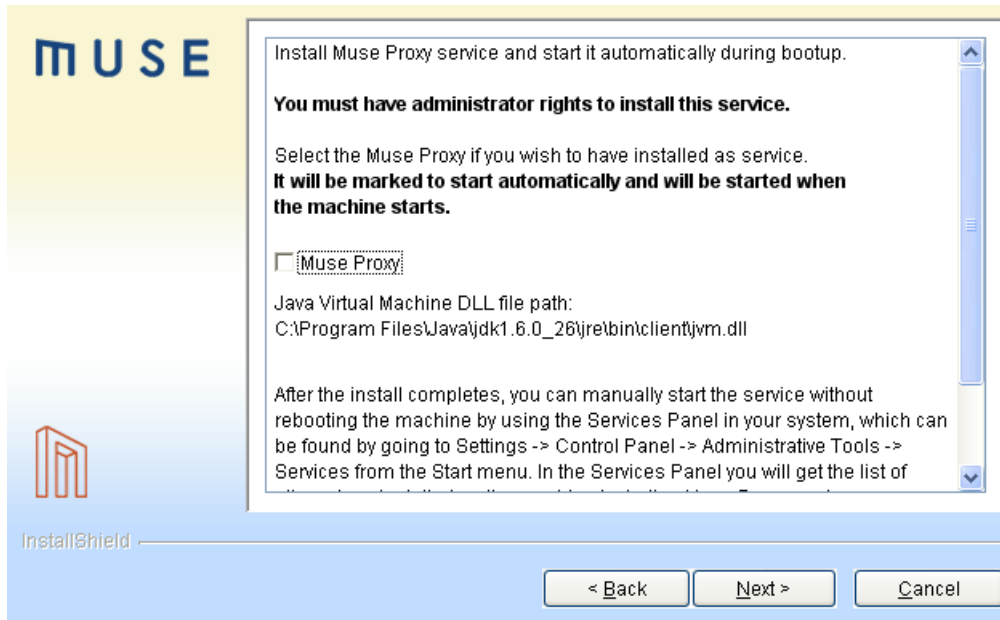 MUSE
Install Muse Proxy service and start it automatically during bootup.
You must have administrator rights to install this service.
Select the Muse Proxy if you wish to have installed as service.
It will be marked to start automatically and will be started when
the machine starts.
Muse Proxy
Java Virtual Machine DLL file path:
C:\Program Files\Java\jdk1.6.0_26\jre\bin\client\jvm.dll
After the install completes, you can manually start the service without
rebooting the machine by using the Services Panel in your system, which can
be found by going to Settings -> Control Panel -> Administrative Tools ->
Services from the Start menu. In the Services Panel you will get the list of
InstallShield
< Back
Next >
Cancel